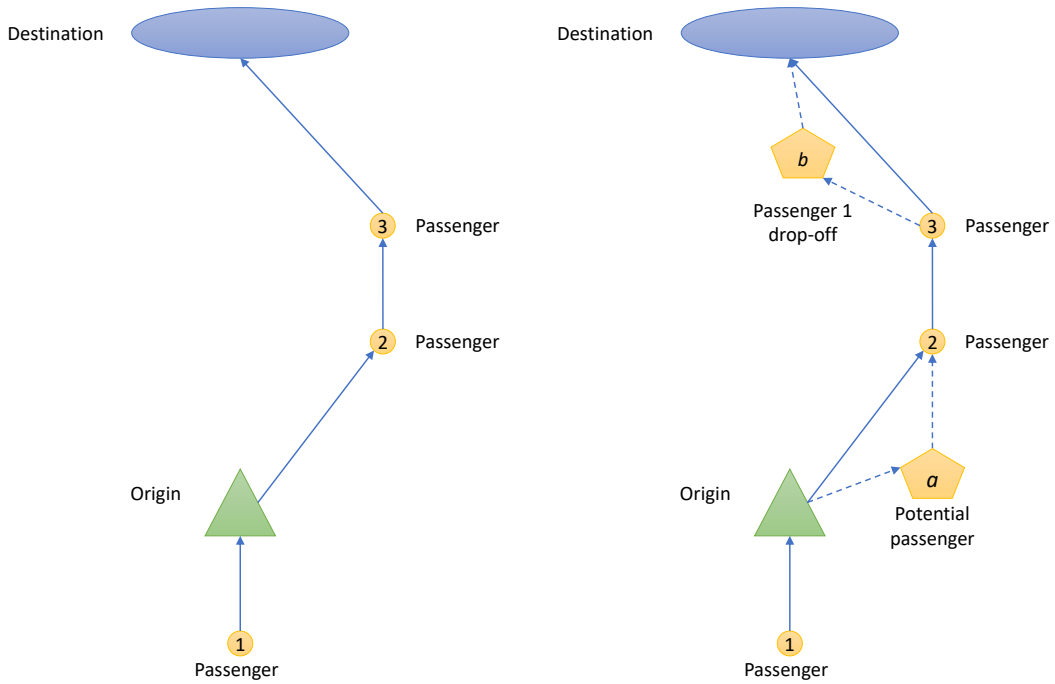 Destination
3
Passenger
2
Passenger
Origin
1
Passenger
Destination
b
Passenger 1
drop-off
3
Passenger
2
Passenger
Origin
a
Potential
passenger
1
Passenger